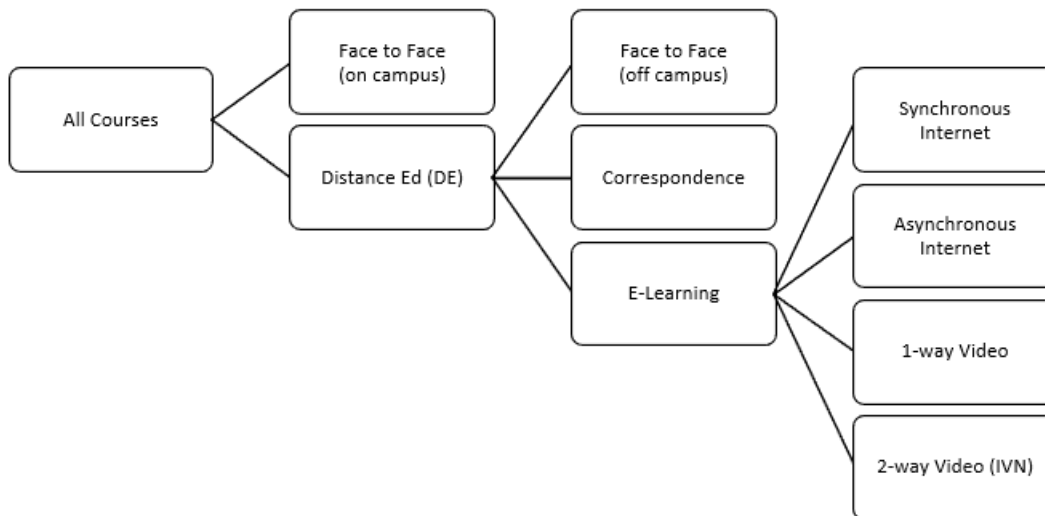 All Courses
Face to Face
(on campus)
Distance Ed (DE)
Face to Face
(off campus)
Correspondence
E-Learning
Synchronous
Internet
Asynchronous
Internet
1-way Video
2-way Video (IVN)